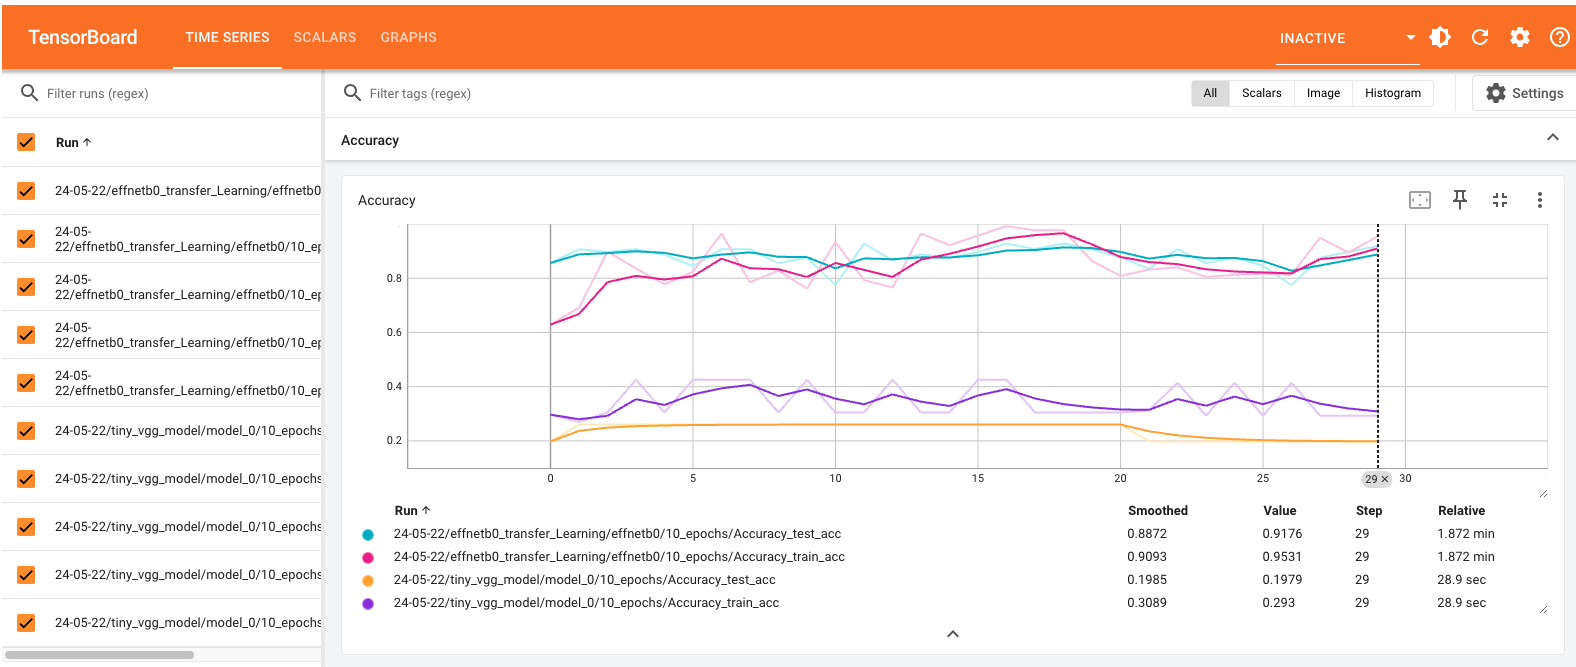 TensorBoard TIME SERIES SCALARS GRAPHS INACTIVE
Filter runs (regex)
Run
24-05-22/effnetb0_transfer_Learning/effnetb0
24-05-
22/effnetb0_transfer_Learning/effnetb0/10_ep
24-05-
22/effnetb0_transfer_Learning/effnetb0/10_ep
24-05-
22/effnetb0_transfer_Learning/effnetb0/10_ep
24-05-
22/effnetb0_transfer_Learning/effnetb0/10_ep
24-05-22/tiny_vgg_model/model_0/10_epochs
24-05-22/tiny_vgg_model/model_0/10_epochs
24-05-22/tiny_vgg_model/model_0/10_epochs
24-05-22/tiny_vgg_model/model_0/10_epochs
24-05-22/tiny_vgg_model/model_0/10_epochs
Filter tags (regex) All Scalars Image Histogram Settings
Accuracy
Accuracy
0.8
0.6
0.4
0.2
0 5 10 15 20 25 29 30
Run Smoothed Value Step Relative
24-05-22/effnetb0_transfer_Learning/effnetb0/10_epochs/Accuracy_test_acc 0.8872 0.9176 29 1.872 min
24-05-22/effnetb0_transfer_Learning/effnetb0/10_epochs/Accuracy_train_acc 0.9093 0.9531 29 1.872 min
24-05-22/tiny_vgg_model/model_0/10_epochs/Accuracy_test_acc 0.1985 0.1979 29 28.9 sec
24-05-22/tiny_vgg_model/model_0/10_epochs/Accuracy_train_acc 0.3089 0.293 29 28.9 sec